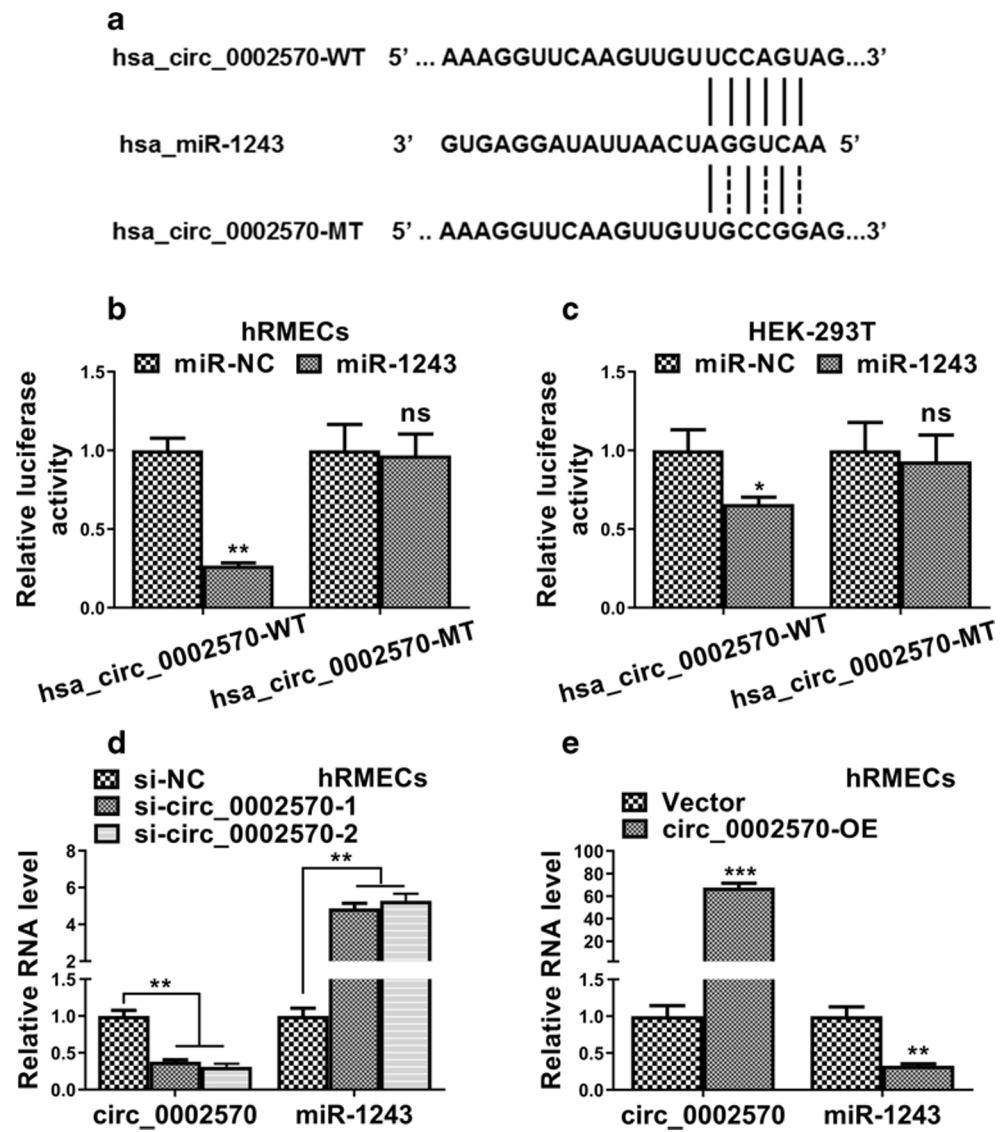 a
hsa_circ_0002570-WT 5’ ... AAAGGUUCAAGUUGUUCCAGUAG...3’
hsa_miR-1243 3’ GUGAGGAUAUUAACUAGGUCAA 5’
hsa_circ_0002570-MT 5’ .. AAAGGUUCAAGUUGUUGCCGGAG...3’
b
hRMECs
miR-NC miR-1243
Relative luciferase activity
1.5
1.0
0.5
0.0
**
ns
hsa_circ_0002570-WT
hsa_circ_0002570-MT
c
HEK-293T
miR-NC miR-1243
Relative luciferase activity
1.5
1.0
0.5
0.0
*
ns
hsa_circ_0002570-WT
hsa_circ_0002570-MT
d
hRMECs
si-NC
si-circ_0002570-1
si-circ_0002570-2
Relative RNA level
8
6
4
2
1.5
1.0
0.5
0.0
**
**
circ_0002570 miR-1243
e
hRMECs
Vector
circ_0002570-OE
Relative RNA level
100
80
60
40
20
1.5
1.0
0.5
0.0
***
**
circ_0002570 miR-1243